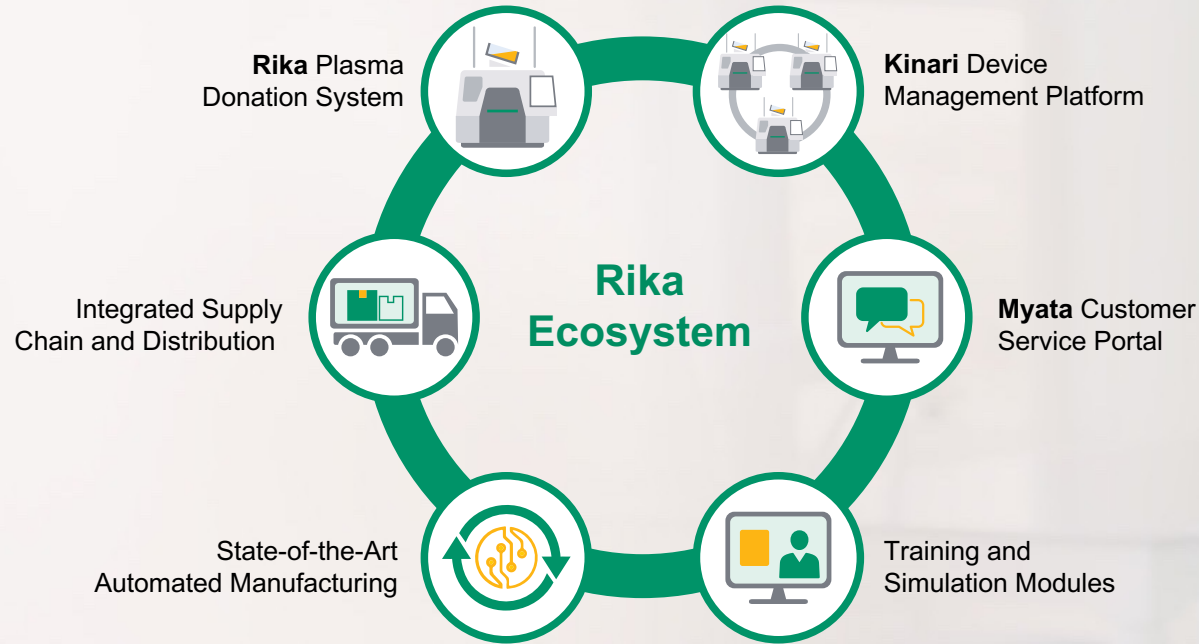 Rika Plasma
Donation System
Kinari Device
Management Platform
Integrated Supply
Chain and Distribution
Rika
Ecosystem
Myata Customer
Service Portal
State-of-the-Art
Automated Manufacturing
Training and
Simulation Modules